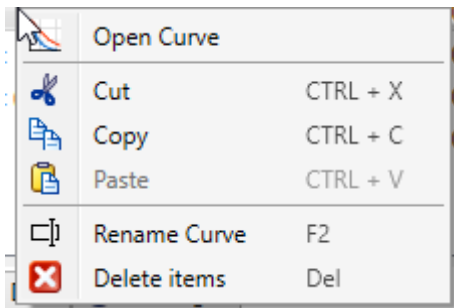 Open Curve
Cut CTRL + X
Copy CTRL + C
Paste CTRL + V
Rename Curve F2
Delete items Del